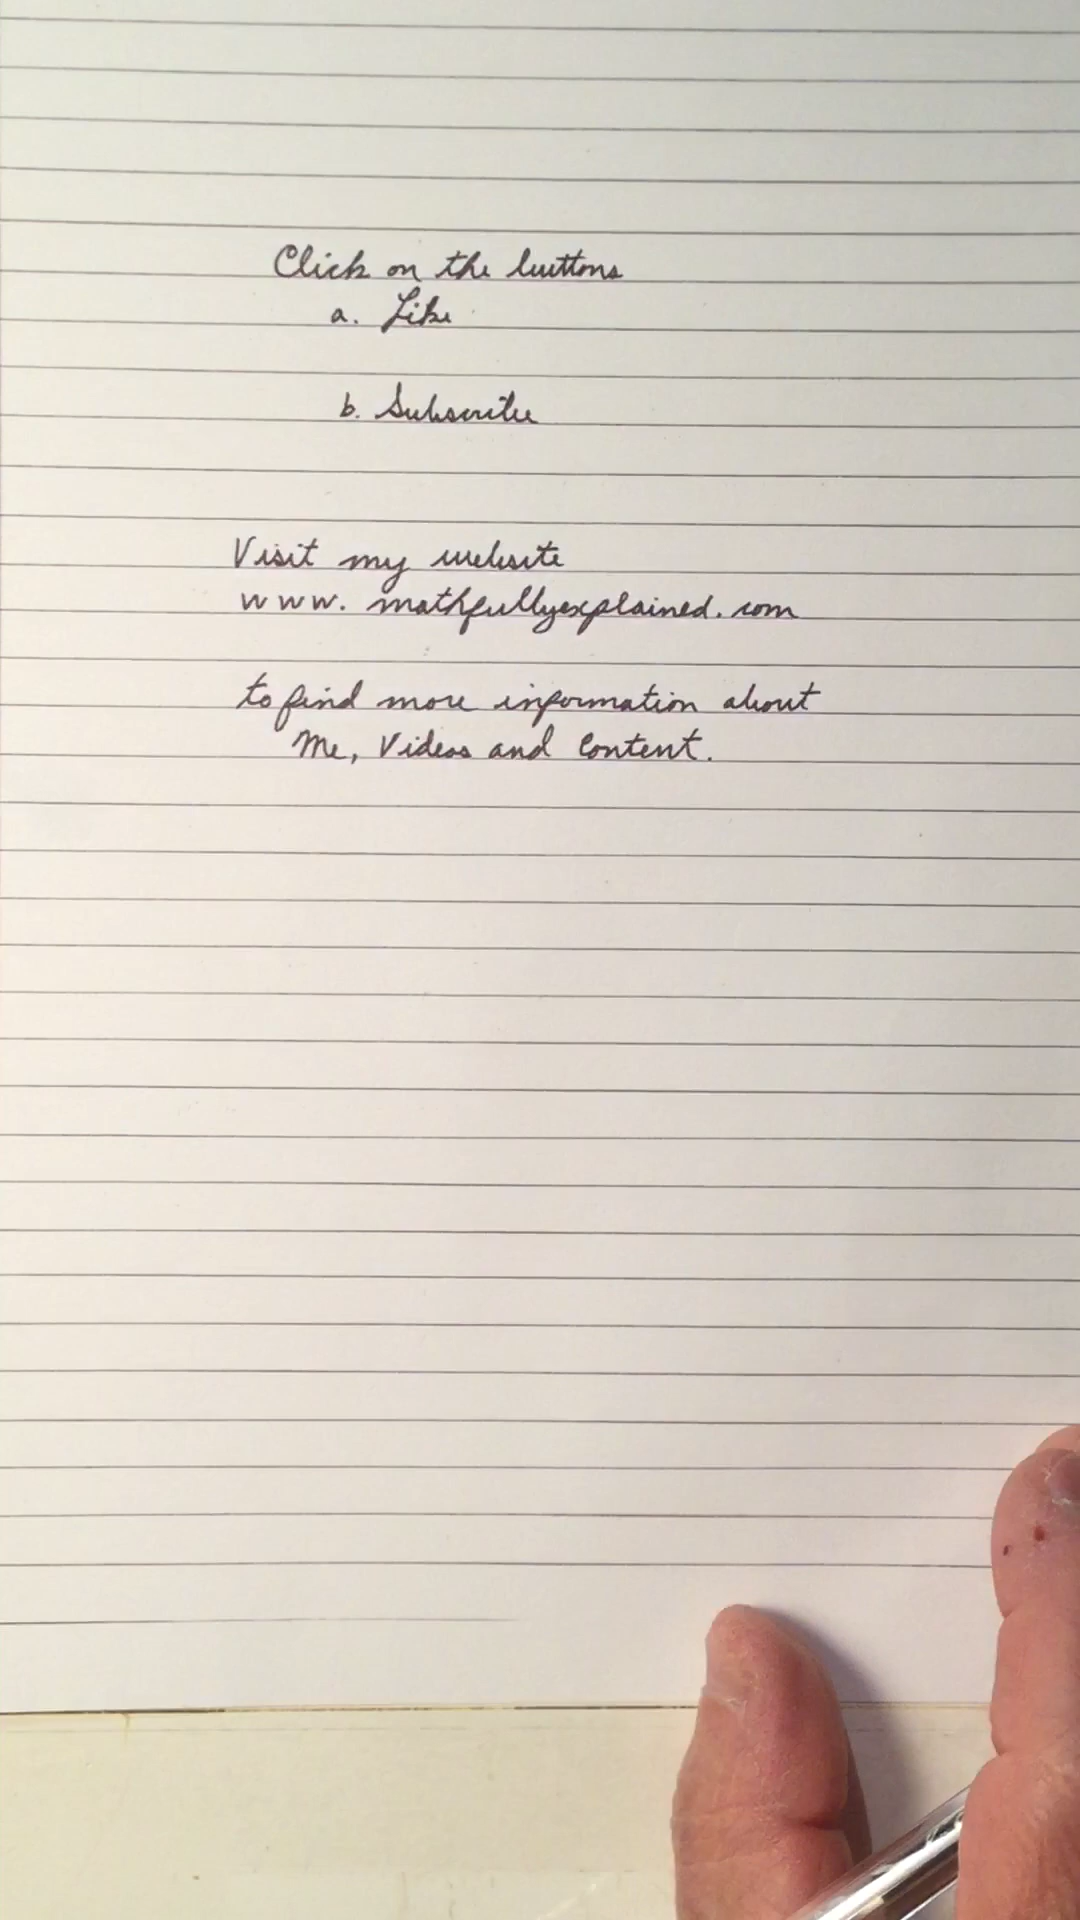 Click on the buttons
a. Like
b. Subscribe
Visit my website
www.mathfullyexplained.com
to find more information about
Me, Videos and Content.